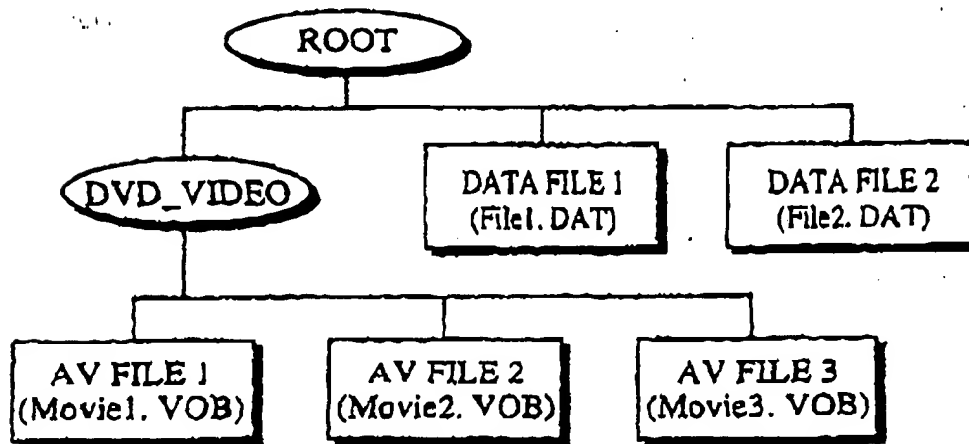 ROOT
DVD_VIDEO
DATA FILE 1
(File1. DAT)
DATA FILE 2
(File2. DAT)
AV FILE 1
(Movie1. VOB)
AV FILE 2
(Movie2. VOB)
AV FILE 3
(Movie3. VOB)